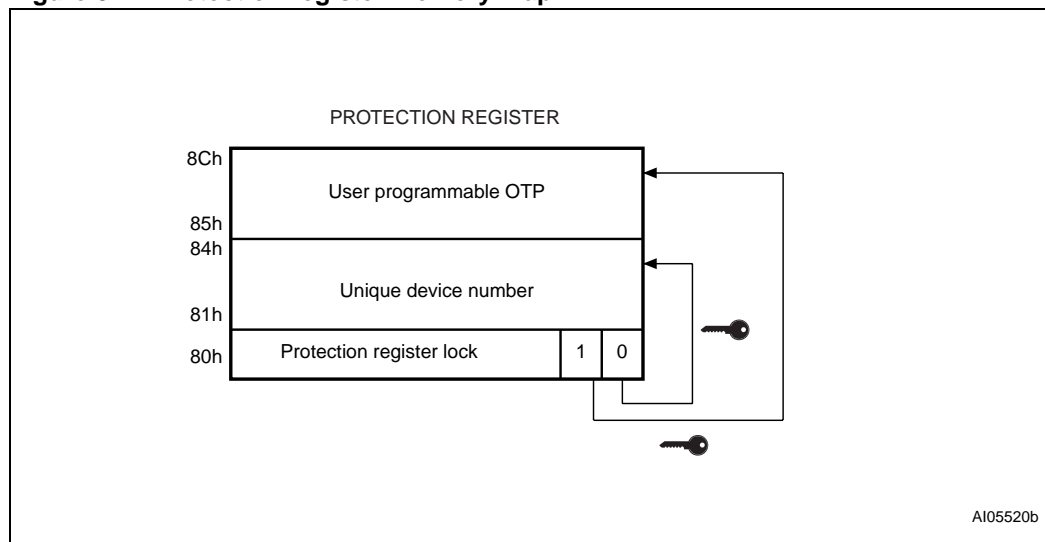 PROTECTION REGISTER
8Ch
User programmable OTP
85h
84h
Unique device number
81h
80h
Protection register lock
1
0
AI05520b